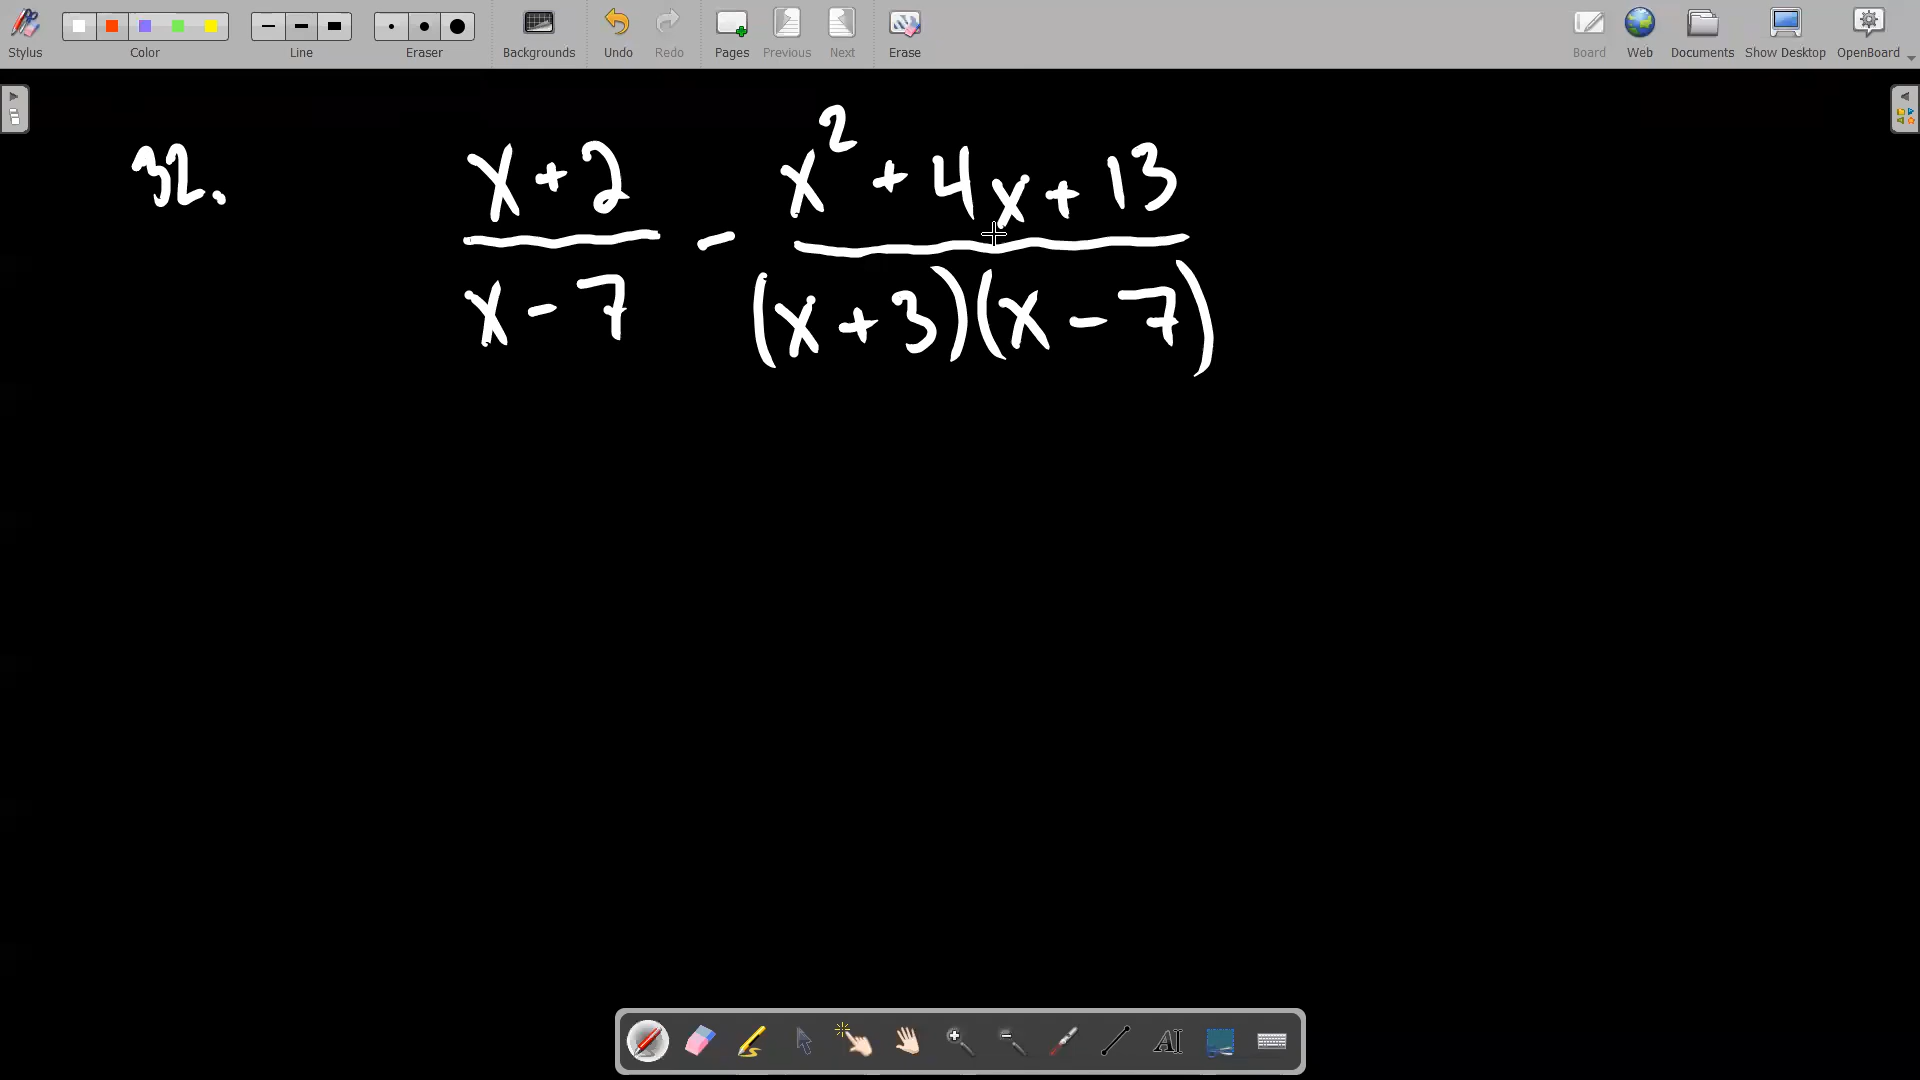 Stylus Color Line Eraser Backgrounds Undo Redo Pages Previous Next Erase Board Web Documents Show Desktop OpenBoard
32. x+2 x² + 4x + 13
-
x - 7 (x + 3)(x - 7)
AI